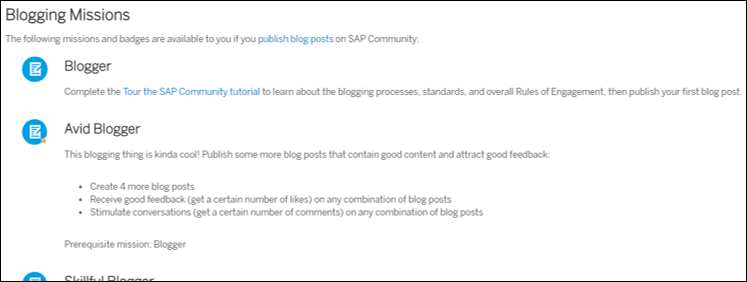 Blogging Missions
The following missions and badges are available to you if you publish blog posts on SAP Community:
Blogger
Complete the Tour the SAP Community tutorial to learn about the blogging processes, standards, and overall Rules of Engagement, then publish your first blog post.
Avid Blogger
This blogging thing is kinda cool! Publish some more blog posts that contain good content and attract good feedback:
• Create 4 more blog posts
• Receive good feedback (get a certain number of likes) on any combination of blog posts
• Stimulate conversations (get a certain number of comments) on any combination of blog posts
Prerequisite mission: Blogger
Skillful Blogger